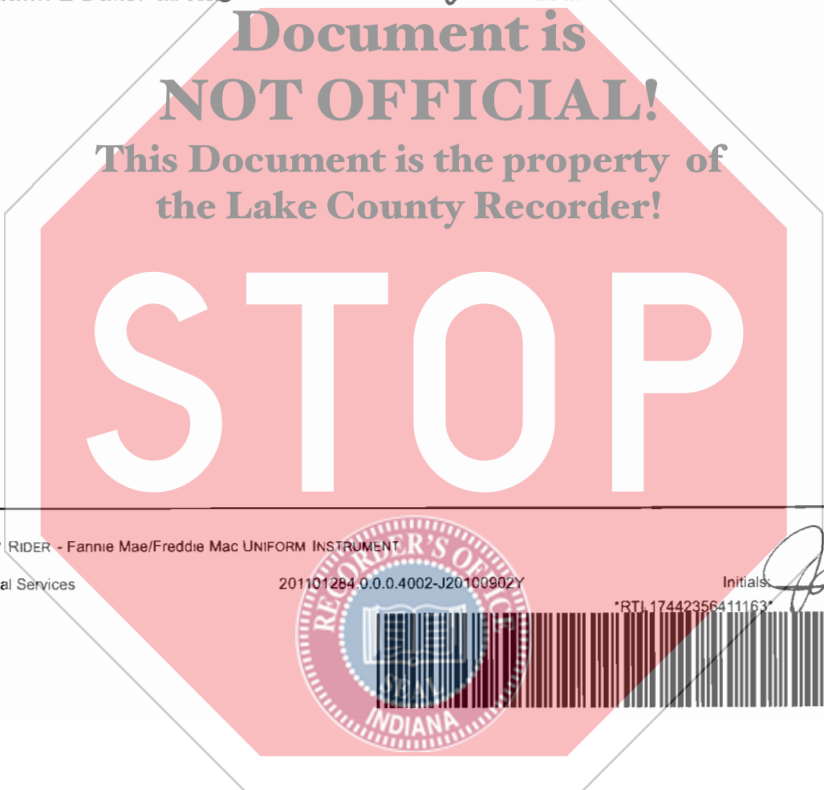 Document is
NOT OFFICIAL!
This Document is the property of
the Lake County Recorder!
STOP
RIDER - Fannie Mae/Freddie Mac UNIFORM INSTRUMENT
al Services 201101284.0.0.0.4002-J20100902Y Initials:
*RTL17442356411163*
RECORDER'S OFFICE
SEAL
INDIANA